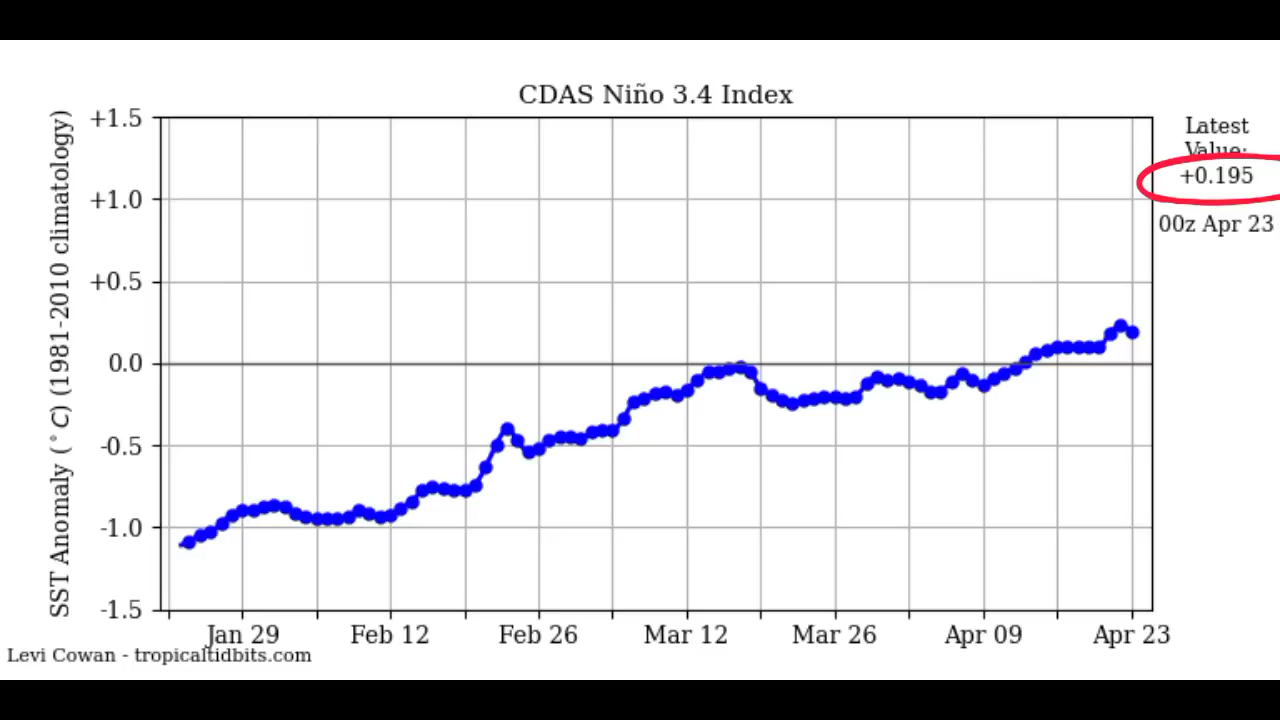 CDAS Niño 3.4 Index
Latest
Value:
+0.195
00z Apr 23
SST Anomaly (°C) (1981-2010 climatology)
+1.5
+1.0
+0.5
0.0
-0.5
-1.0
-1.5
Jan 29 Feb 12 Feb 26 Mar 12 Mar 26 Apr 09 Apr 23
Levi Cowan - tropicaltidbits.com